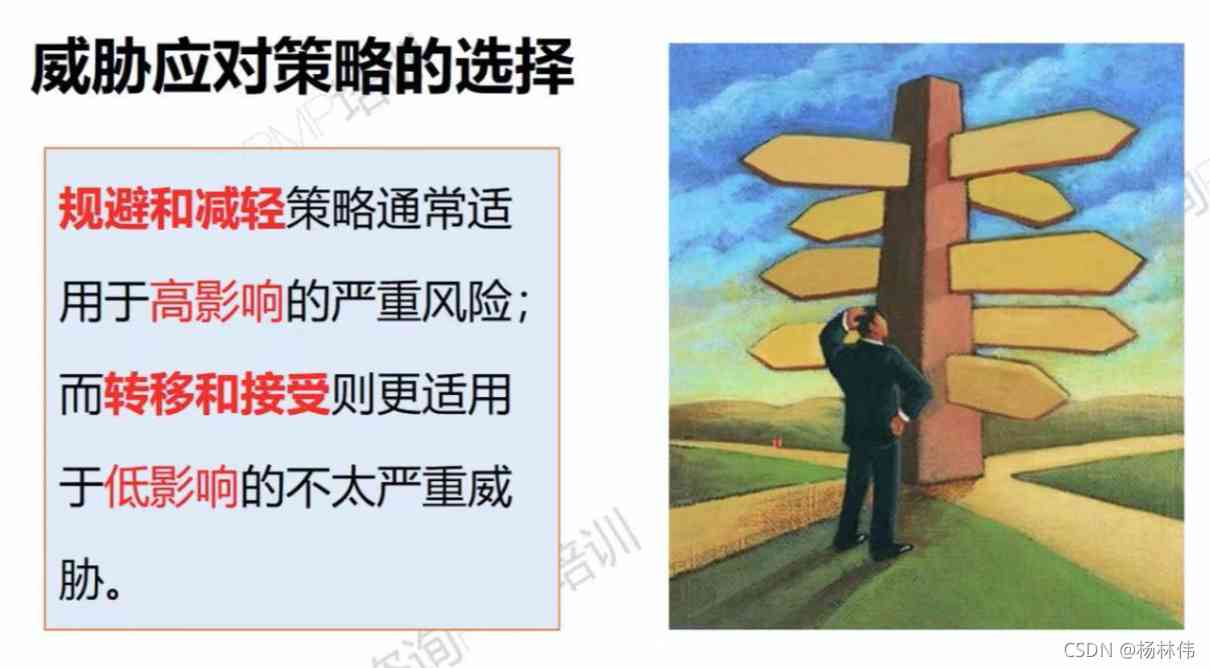 威胁应对策略的选择
规避和减轻策略通常适
用于高影响的严重风险；
而转移和接受则更适用
于低影响的不太严重威
胁。
PMP培
培训
咨询
CSDN @杨林伟